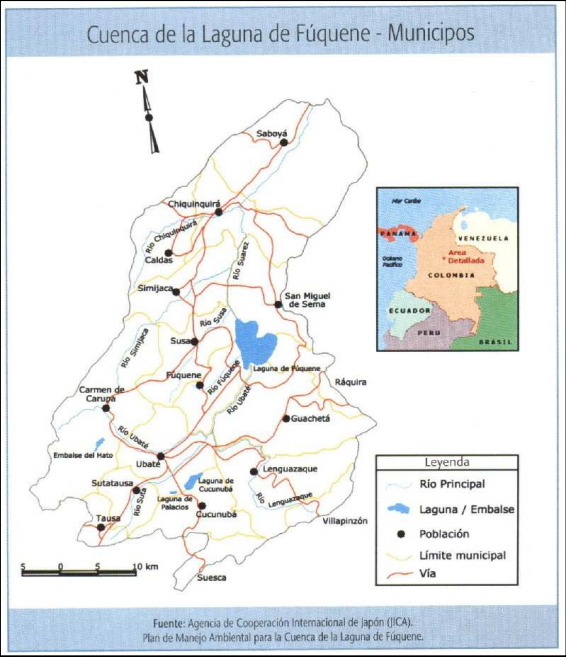 Cuenca de la Laguna de Fúquene - Municipos
N
Saboyá
Chiquinquirá
Río Chiquinquirá
Caldas
Río Suarez
Simijaca
San Miguel
de Sema
Río Susa
Río Simijaca
Susa
Laguna de Fúquene
Fúquene
Río Fúquene
Ráquira
Carmen de
Carupa
Río Ubaté
Guachetá
Río Ubaté
Embalse del Hato
Ubaté
Lenguazaque
Sutatausa
Laguna de
Cucunubá
Río Suta
Laguna de
Palacios
Río Lenguazaque
Cucunubá
Tausa
Villapinzón
Suesca
5 0 5 10 km
Mar Caribe
PANAMA
VENEZUELA
Océano
Pacífico
Area
Detallada
COLOMBIA
ECUADOR
PERU
BRASIL
Leyenda
Río Principal
Laguna / Embalse
Población
Límite municipal
Vía
Fuente: Agencia de Cooperación Internacional de Japón (JICA).
Plan de Manejo Ambiental para la Cuenca de la Laguna de Fúquene.